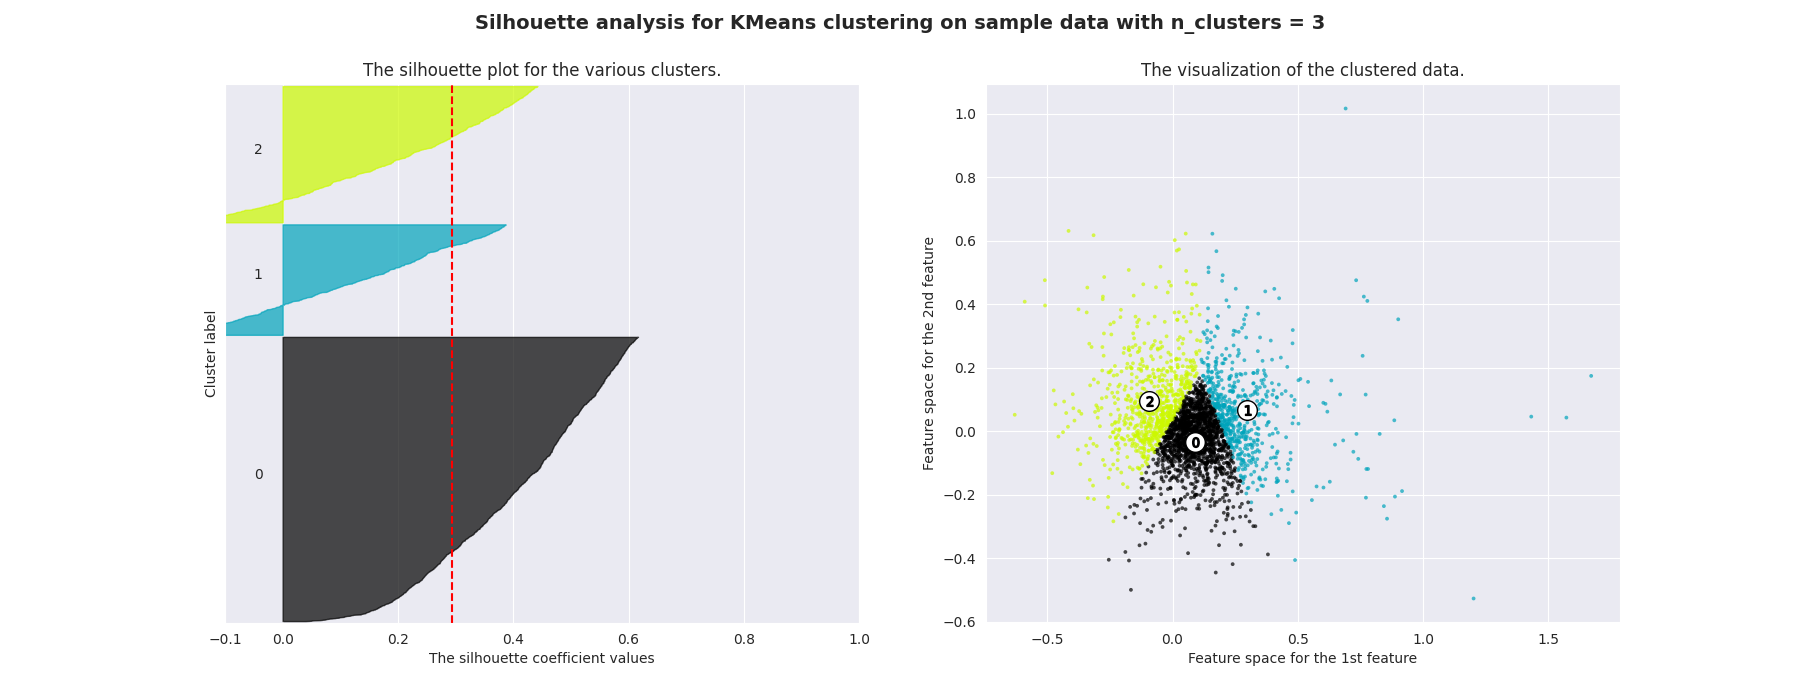 Silhouette analysis for KMeans clustering on sample data with n_clusters = 3
The silhouette plot for the various clusters.
2
1
0
Cluster label
−0.1 0.0 0.2 0.4 0.6 0.8 1.0
The silhouette coefficient values
The visualization of the clustered data.
1.0
0.8
0.6
0.4
0.2
0.0
−0.2
−0.4
−0.6
Feature space for the 2nd feature
2
1
0
−0.5 0.0 0.5 1.0 1.5
Feature space for the 1st feature